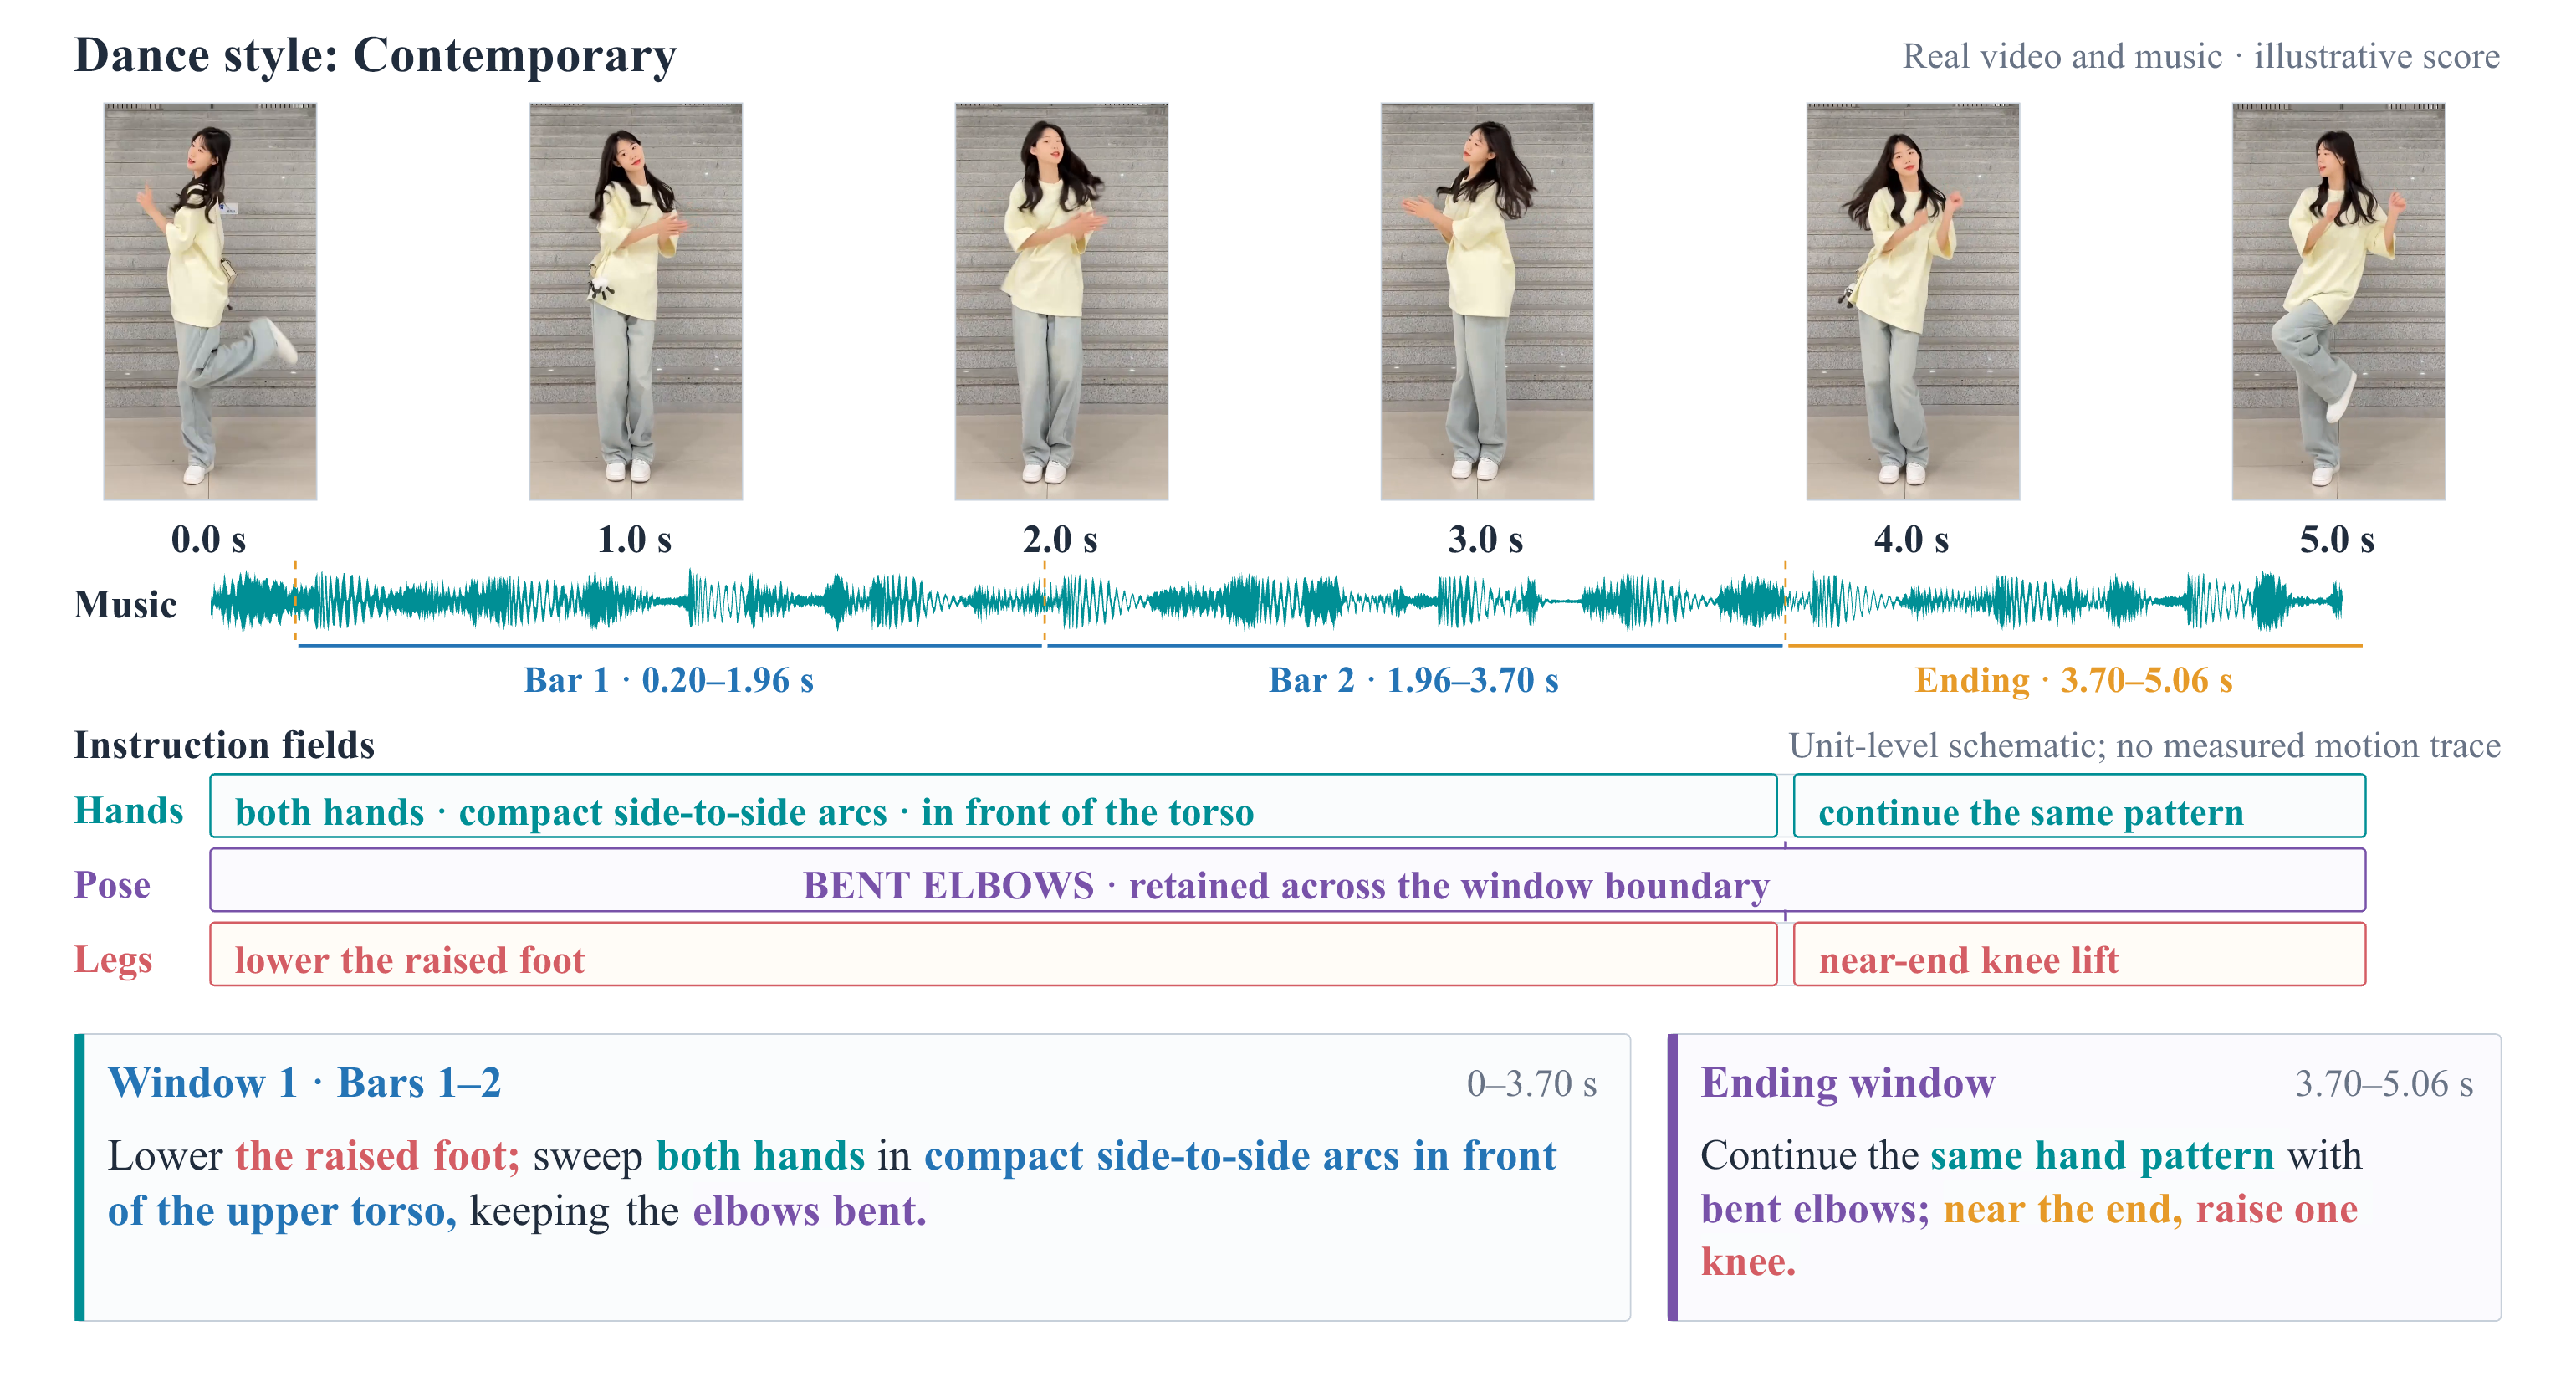 Dance style: Contemporary
Real video and music · illustrative score
0.0 s
1.0 s
2.0 s
3.0 s
4.0 s
5.0 s
Music
Bar 1 · 0.20–1.96 s
Bar 2 · 1.96–3.70 s
Ending · 3.70–5.06 s
Instruction fields
Unit-level schematic; no measured motion trace
Hands
both hands · compact side-to-side arcs · in front of the torso
continue the same pattern
Pose
BENT ELBOWS · retained across the window boundary
Legs
lower the raised foot
near-end knee lift
Window 1 · Bars 1–2
0–3.70 s
Lower the raised foot; sweep both hands in compact side-to-side arcs in front
of the upper torso, keeping the elbows bent.
Ending window
3.70–5.06 s
Continue the same hand pattern with
bent elbows; near the end, raise one
knee.